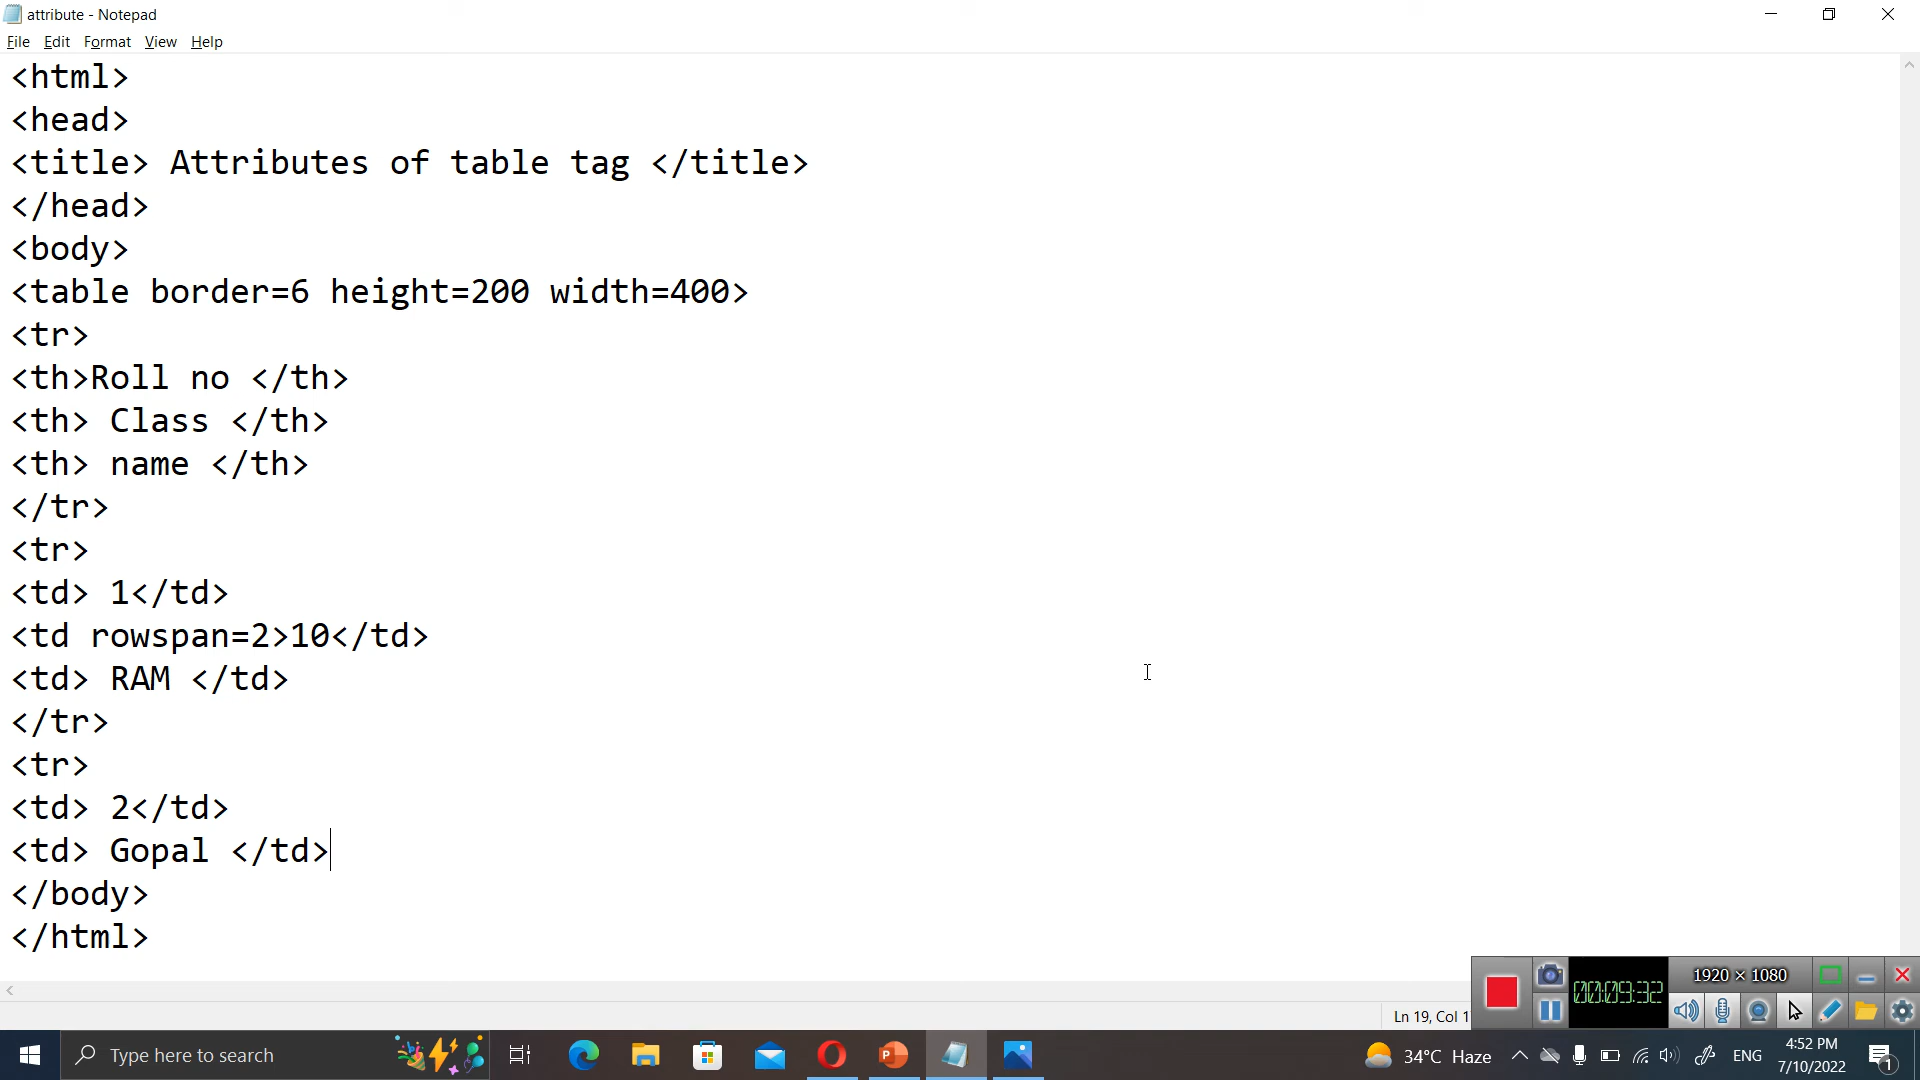 attribute - Notepad
File Edit Format View Help
<html>
<head>
<title> Attributes of table tag </title>
</head>
<body>
<table border=6 height=200 width=400>
<tr>
<th>Roll no </th>
<th> Class </th>
<th> name </th>
</tr>
<tr>
<td> 1</td>
<td rowspan=2>10</td>
<td> RAM </td>
</tr>
<tr>
<td> 2</td>
<td> Gopal </td>
</body>
</html>
1920 × 1080
00:09:32
Ln 19, Col 1
Type here to search
34°C Haze
ENG
4:52 PM
7/10/2022
1